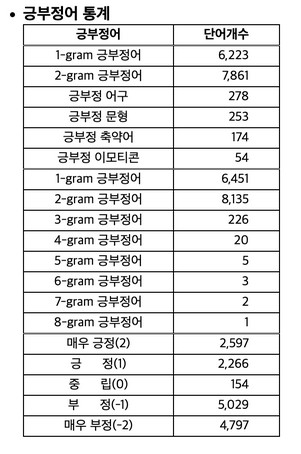 • 긍부정어 통계
긍부정어 단어개수
1-gram 긍부정어 6,223
2-gram 긍부정어 7,861
긍부정 어구 278
긍부정 문형 253
긍부정 축약어 174
긍부정 이모티콘 54
1-gram 긍부정어 6,451
2-gram 긍부정어 8,135
3-gram 긍부정어 226
4-gram 긍부정어 20
5-gram 긍부정어 5
6-gram 긍부정어 3
7-gram 긍부정어 2
8-gram 긍부정어 1
매우 긍정(2) 2,597
긍 정(1) 2,266
중 립(0) 154
부 정(-1) 5,029
매우 부정(-2) 4,797